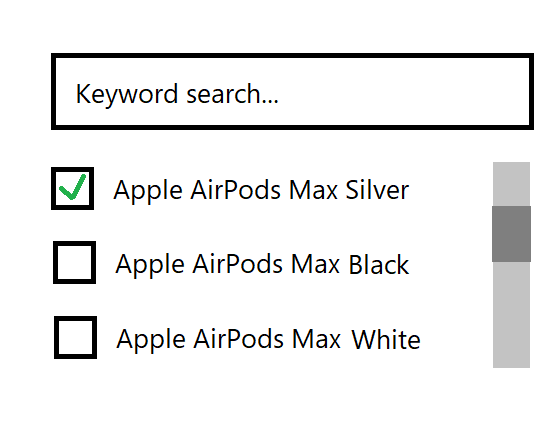 Keyword search...
Apple AirPods Max Silver
Apple AirPods Max Black
Apple AirPods Max White